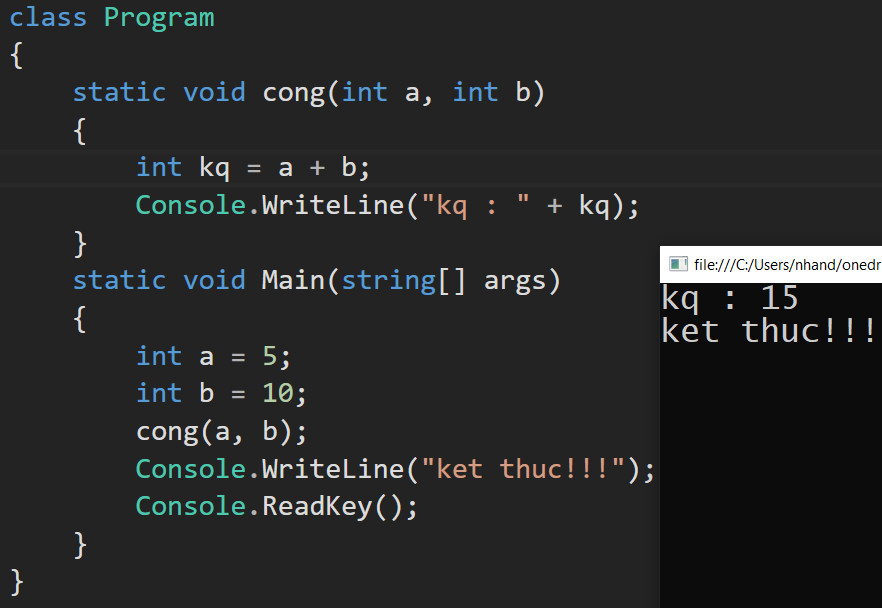 class Program
{
    static void cong(int a, int b)
    {
        int kq = a + b;
        Console.WriteLine("kq : " + kq);
    }
    static void Main(string[] args)
    {
        int a = 5;
        int b = 10;
        cong(a, b);
        Console.WriteLine("ket thuc!!!");
        Console.ReadKey();
    }
}
file:///C:/Users/nhand/onedr
kq : 15
ket thuc!!!